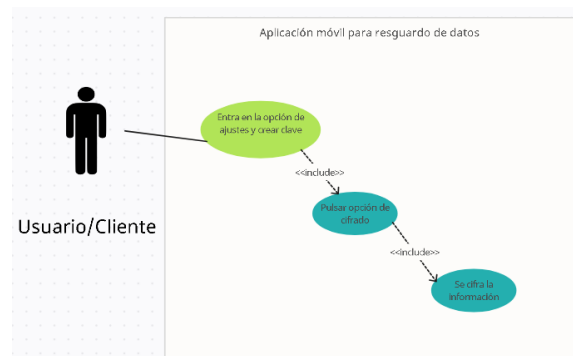 Aplicación móvil para resguardo de datos
Entra en la opción de
ajustes y crear clave
<<include>>
Pulsar opción de
cifrado
Usuario/Cliente
<<include>>
Se cifra la
información